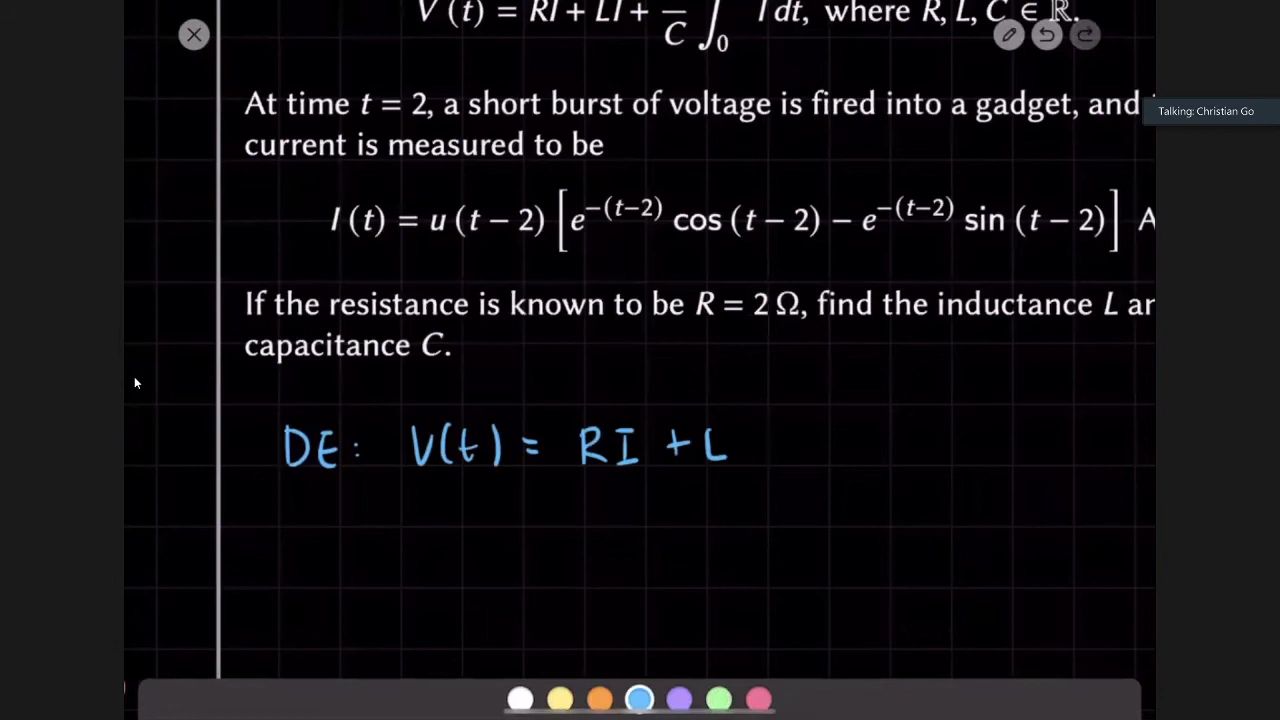 V (t) = RI + LI + 1/C ∫₀ I dt, where R, L, C ∈ ℝ.
Talking: Christian Go
At time t = 2, a short burst of voltage is fired into a gadget, and
current is measured to be
I (t) = u (t − 2) [e^−(t−2) cos (t − 2) − e^−(t−2) sin (t − 2)] A
If the resistance is known to be R = 2 Ω, find the inductance L
capacitance C.
DE: V(t) = RI + L